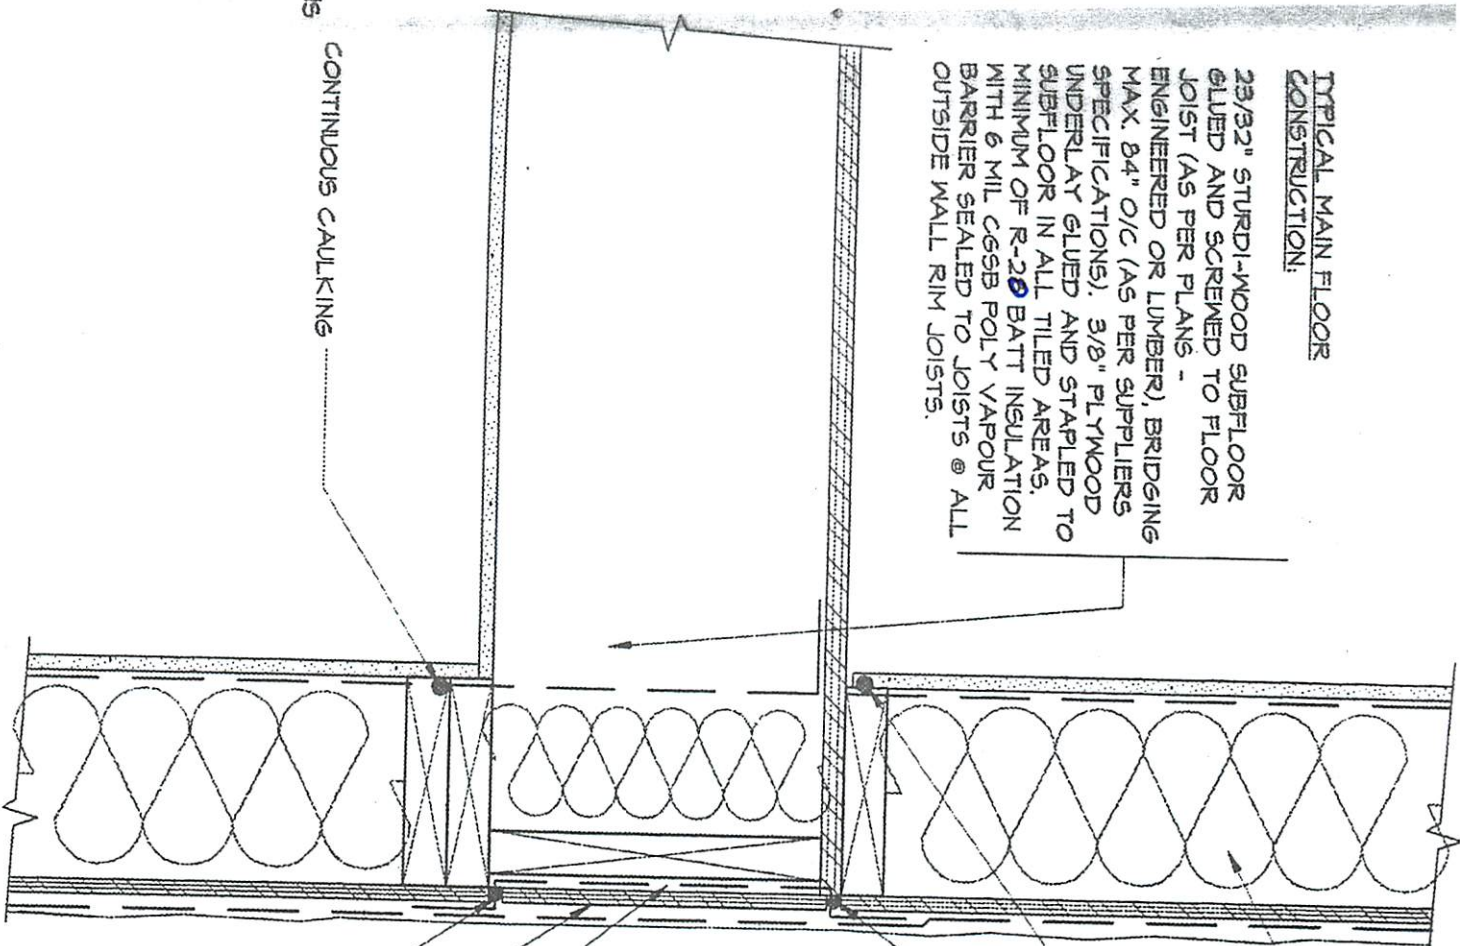 TYPICAL MAIN FLOOR
CONSTRUCTION:
23/32" STURDI-WOOD SUBFLOOR
GLUED AND SCREWED TO FLOOR
JOIST (AS PER PLANS -
ENGINEERED OR LUMBER), BRIDGING
MAX. 84" O/C (AS PER SUPPLIERS
SPECIFICATIONS). 3/8" PLYWOOD
UNDERLAY GLUED AND STAPLED TO
SUBFLOOR IN ALL TILED AREAS.
MINIMUM OF R-20 BATT INSULATION
WITH 6 MIL CGSB POLY VAPOUR
BARRIER SEALED TO JOISTS @ ALL
OUTSIDE WALL RIM JOISTS.
CONTINUOUS CAULKING